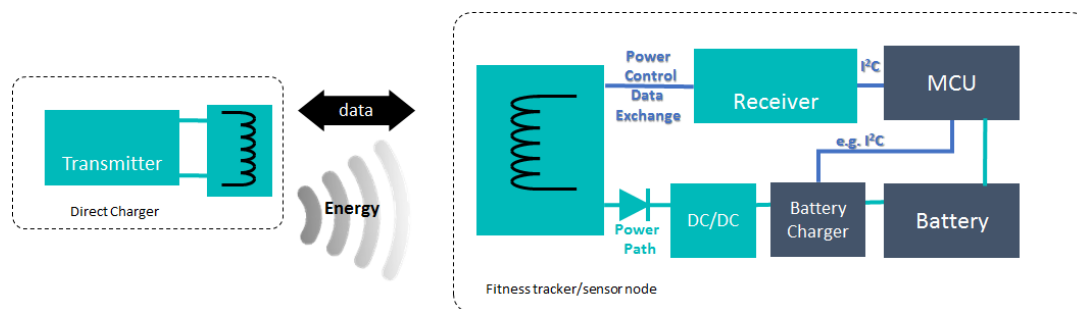 Transmitter
Direct Charger
data
Energy
Power
Control
Data
Exchange
Receiver
I²C
MCU
e.g. I²C
Power
Path
DC/DC
Battery
Charger
Battery
Fitness tracker/sensor node